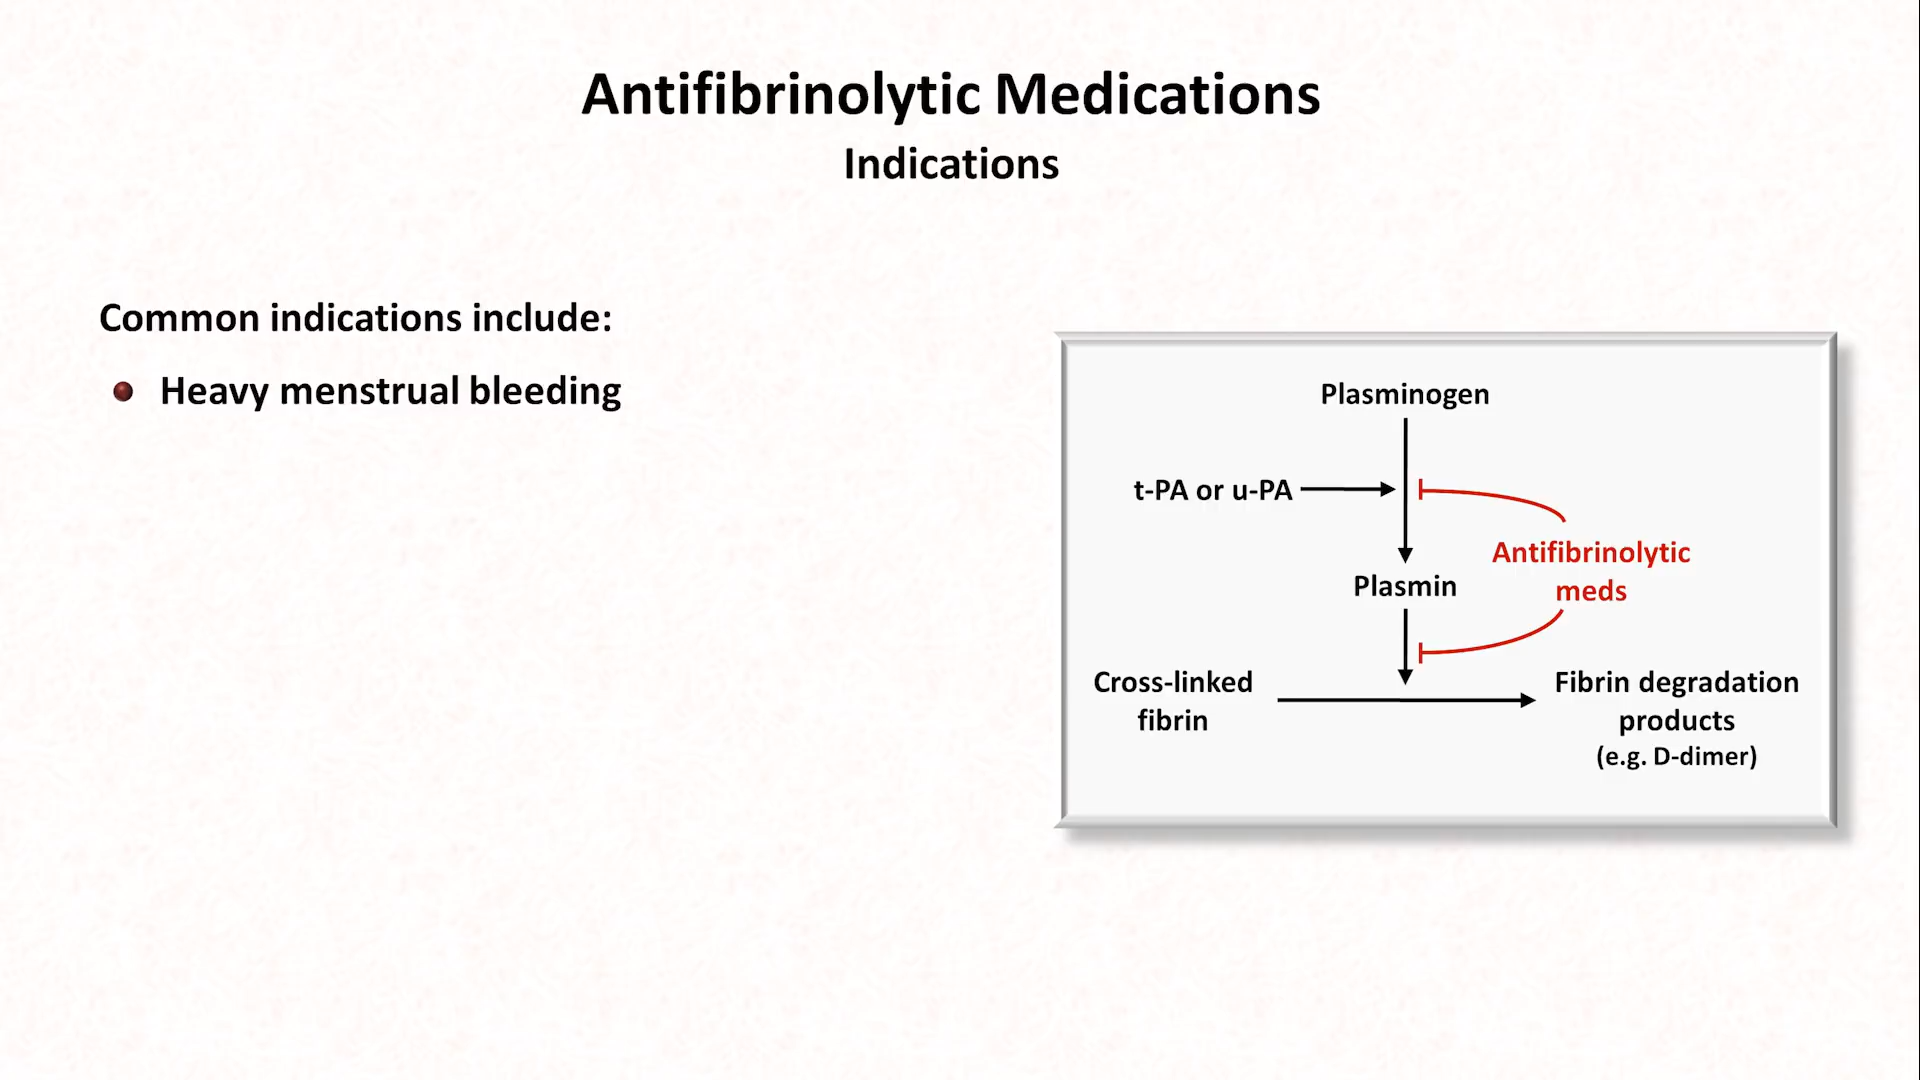 Antifibrinolytic Medications
Indications
Common indications include:
Heavy menstrual bleeding
Plasminogen
t-PA or u-PA
Antifibrinolytic
meds
Plasmin
Cross-linked
fibrin
Fibrin degradation
products
(e.g. D-dimer)